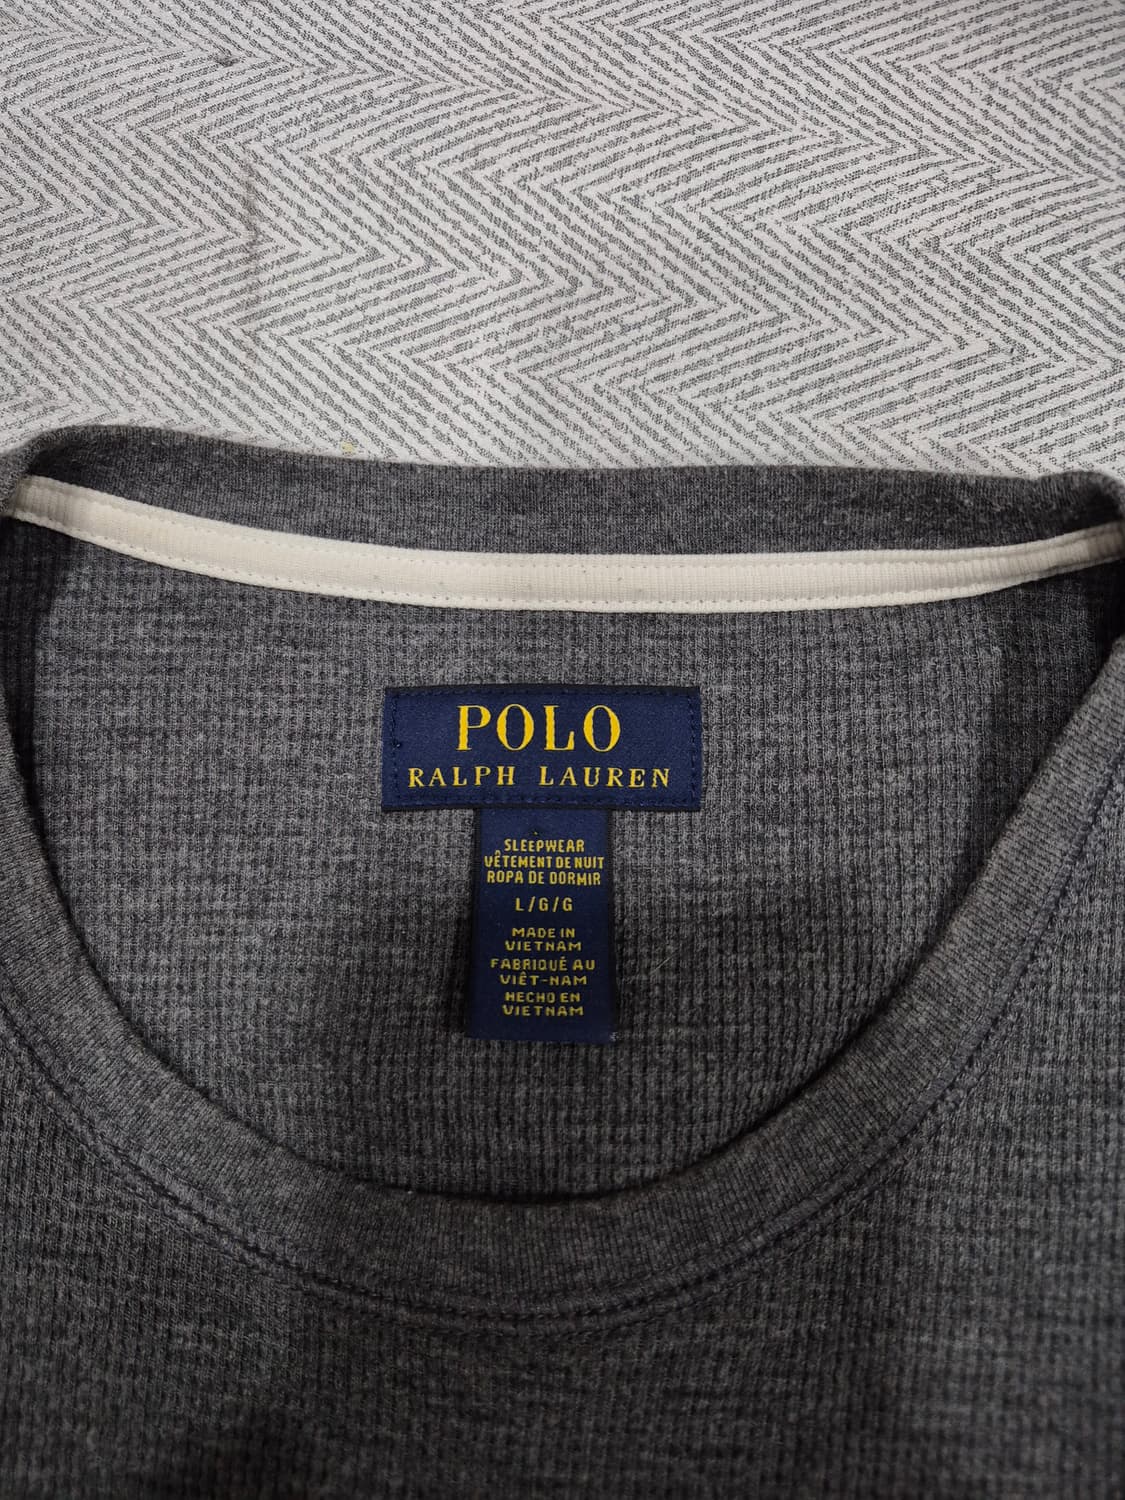 POLO
RALPH LAUREN
SLEEPWEAR
VÊTEMENT DE NUIT
ROPA DE DORMIR
L/G/G
MADE IN
VIETNAM
FABRIQUÉ AU
VIÊT-NAM
HECHO EN
VIETNAM